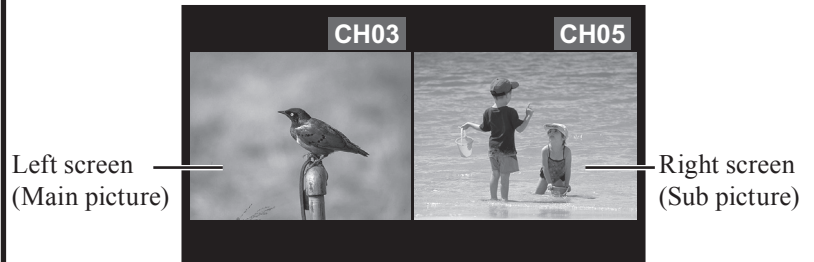 CH03
CH05
Left screen
(Main picture)
Right screen
(Sub picture)